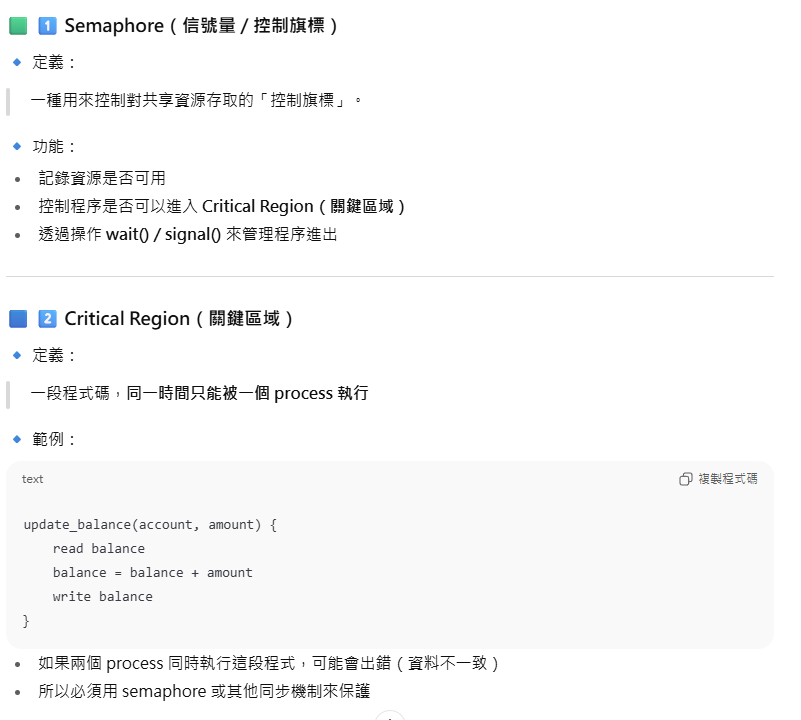 1 Semaphore（信號量 / 控制旗標）
定義：
一種用來控制對共享資源存取的「控制旗標」。
功能：
記錄資源是否可用
控制程序是否可以進入 Critical Region（關鍵區域）
透過操作 wait() / signal() 來管理程序進出
2 Critical Region（關鍵區域）
定義：
一段程式碼，同一時間只能被一個 process 執行
範例：
text 複製程式碼
update_balance(account, amount) {
    read balance
    balance = balance + amount
    write balance
}
如果兩個 process 同時執行這段程式，可能會出錯（資料不一致）
所以必須用 semaphore 或其他同步機制來保護